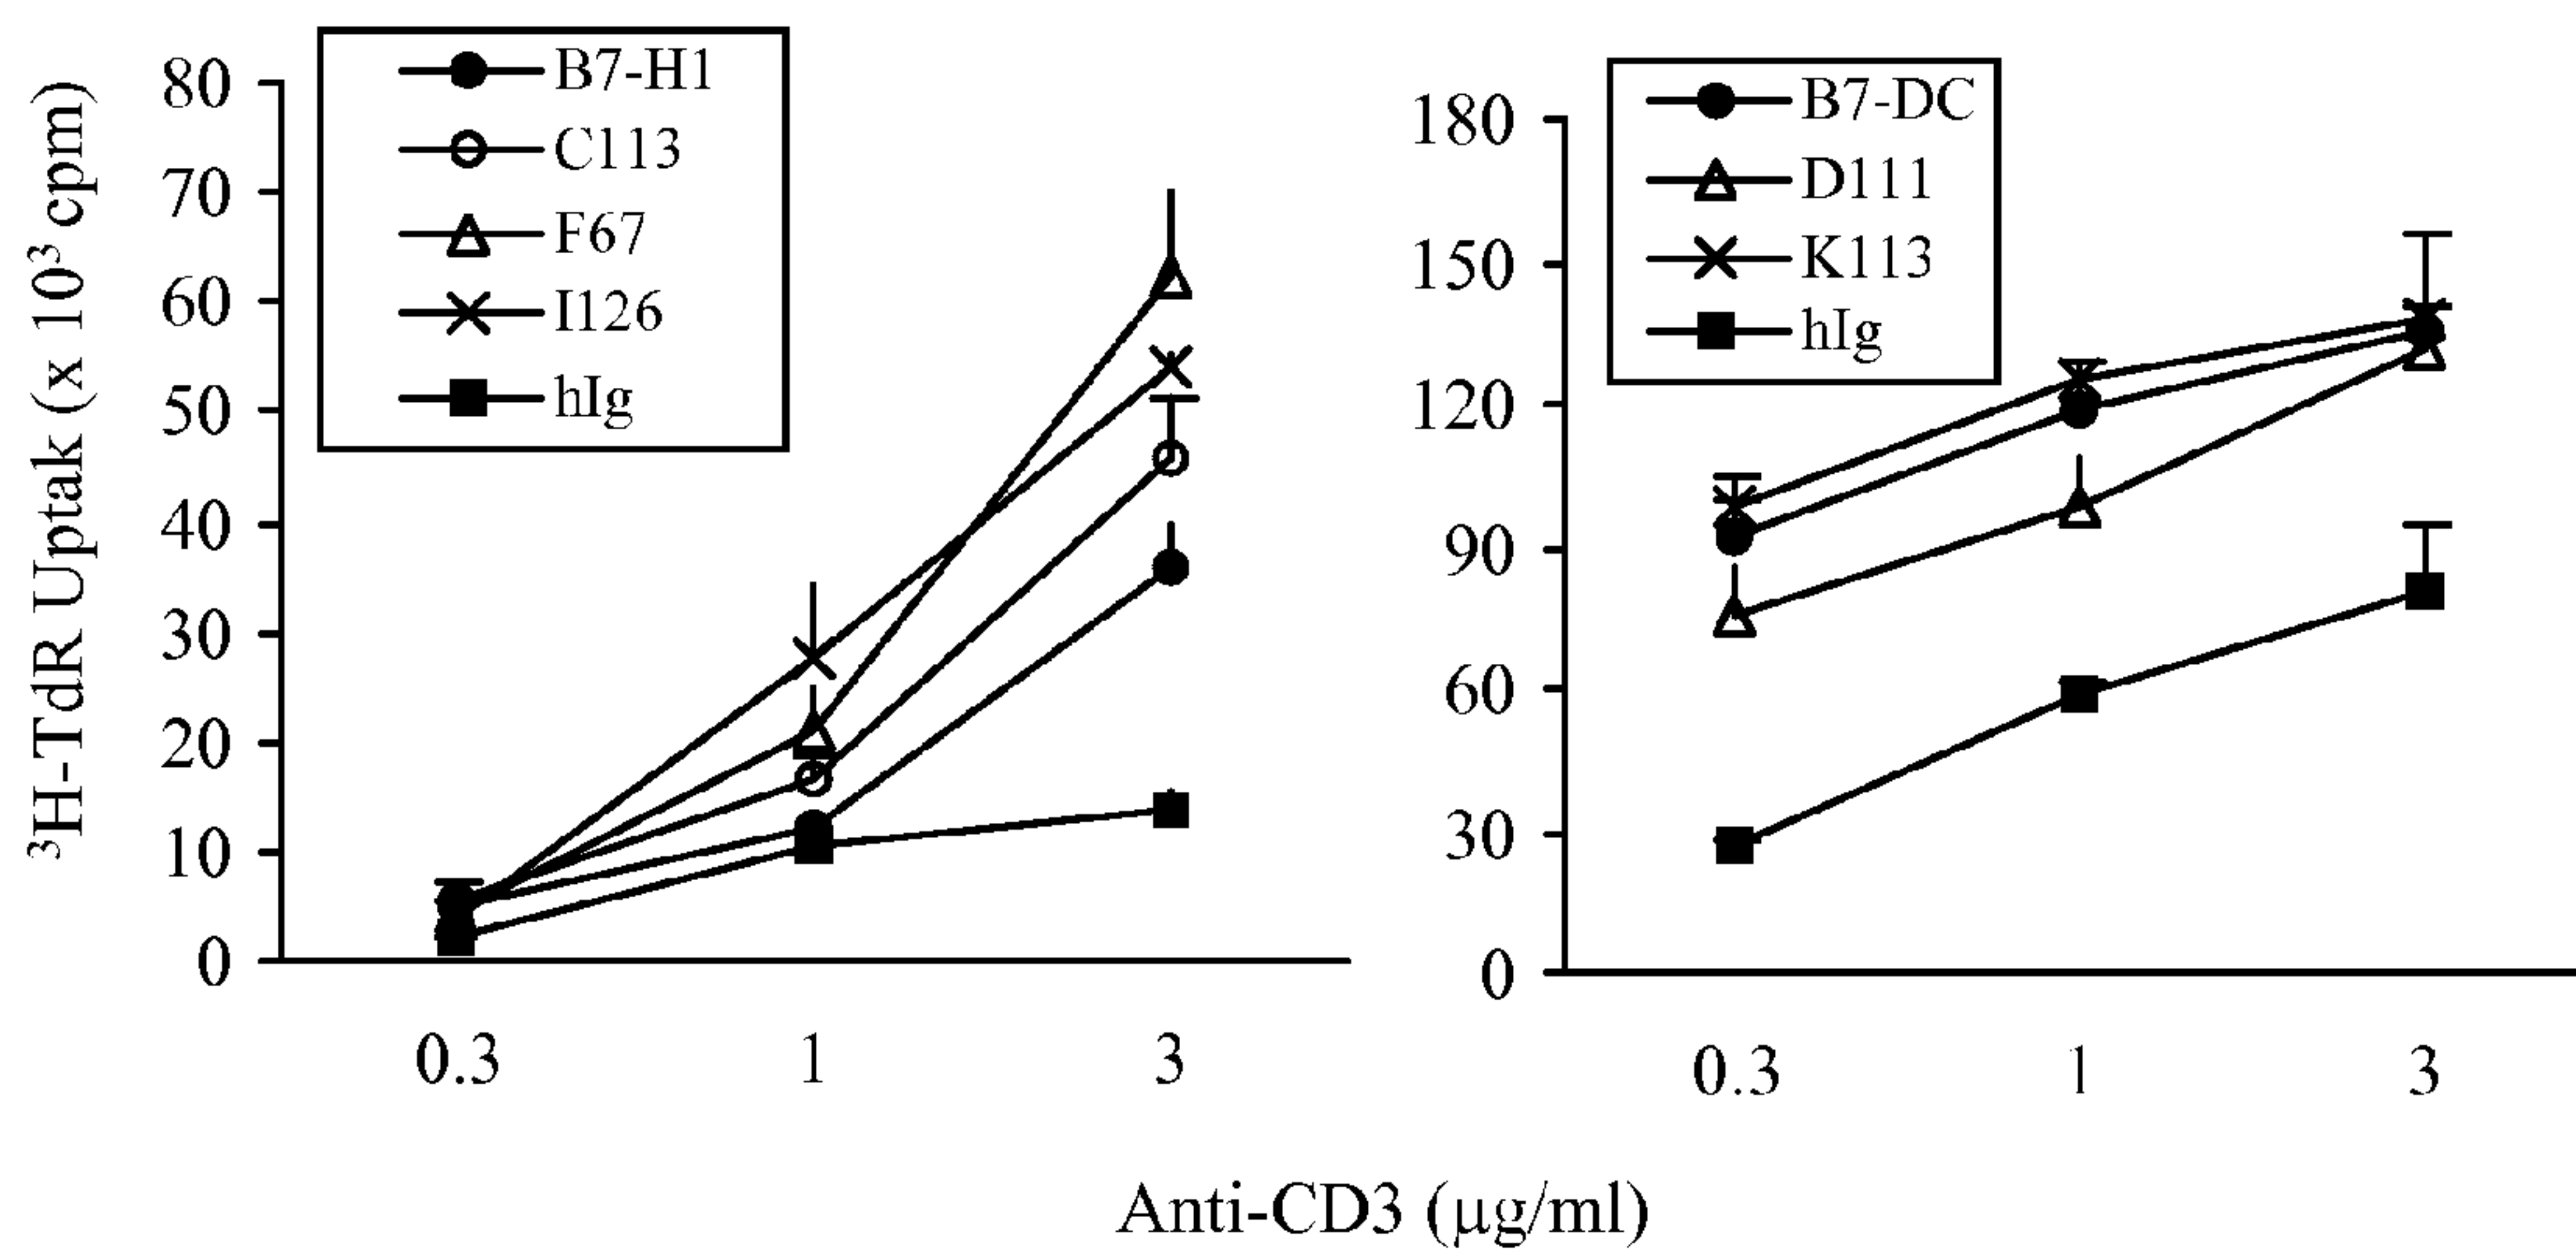 ³H-TdR Uptak (x 10³ cpm)
80
70
60
50
40
30
20
10
0
B7-H1
C113
F67
I126
hIg
0.3 1 3
180
150
120
90
60
30
0
B7-DC
D111
K113
hIg
0.3 1 3
Anti-CD3 (µg/ml)